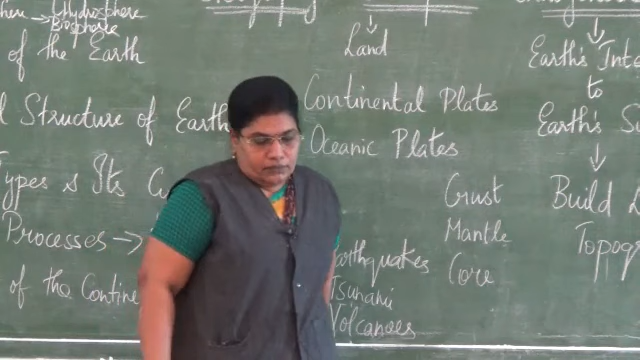 Hydrosphere
Biosphere
of the Earth
Structure of Earth
Types & Its
Processes →
of the Contine
Land
Continental Plates
Oceanic Plates
Crust
Mantle
Core
Earthquakes
Tsunami
Volcanoes
Earth's Inte
to
Earth's Su
Build
Topog